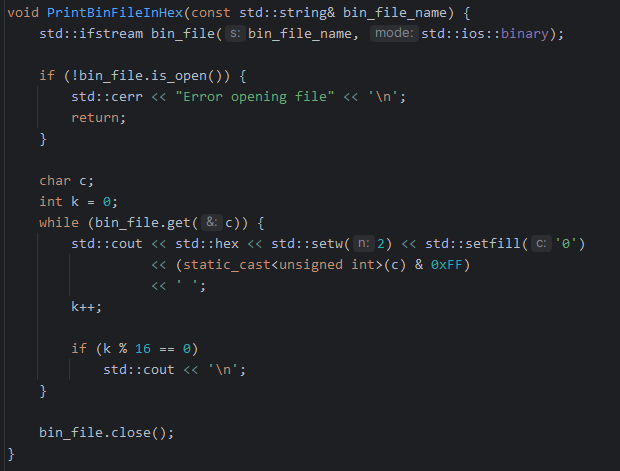 void PrintBinFileInHex(const std::string& bin_file_name) {
    std::ifstream bin_file( s: bin_file_name, mode: std::ios::binary);

    if (!bin_file.is_open()) {
        std::cerr << "Error opening file" << '\n';
        return;
    }

    char c;
    int k = 0;
    while (bin_file.get( &: c)) {
        std::cout << std::hex << std::setw( n: 2) << std::setfill( c: '0')
                  << (static_cast<unsigned int>(c) & 0xFF)
                  << ' ';
        k++;

        if (k % 16 == 0)
            std::cout << '\n';
    }

    bin_file.close();
}